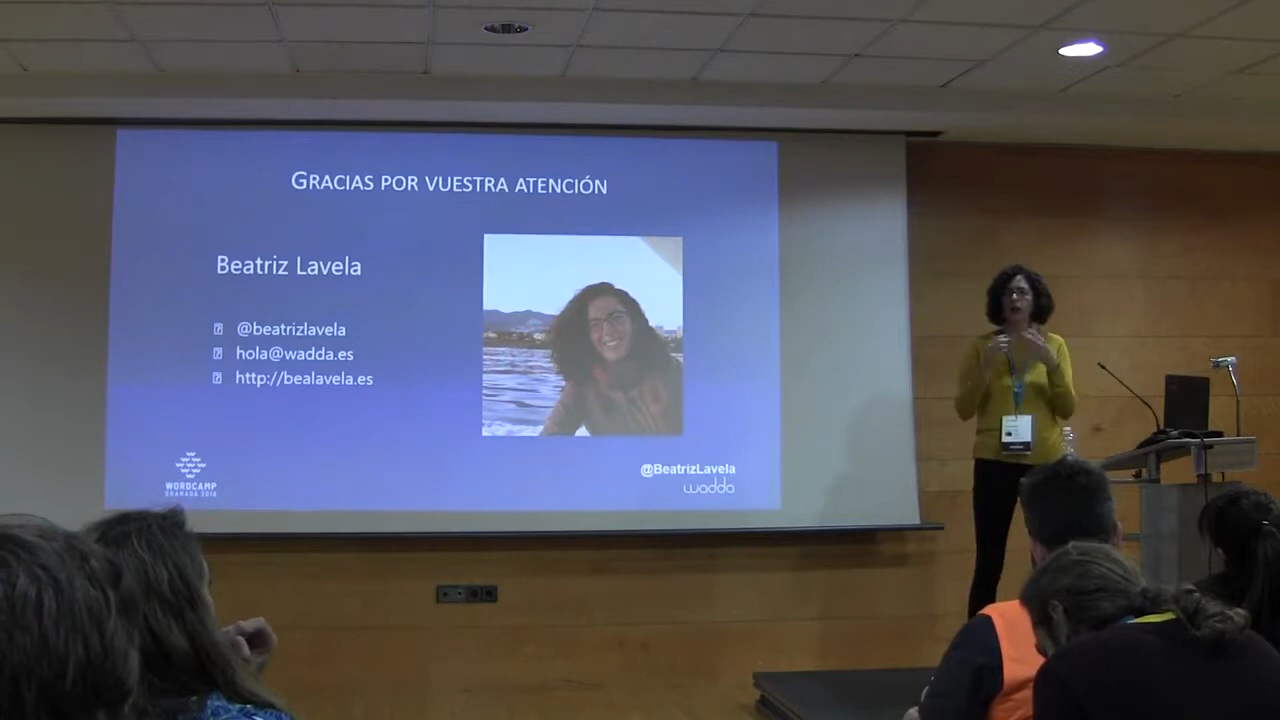 GRACIAS POR VUESTRA ATENCIÓN
Beatriz Lavela
@beatrizlavela
hola@wadda.es
http://bealavela.es
@BeatrizLavela
wadda
WORDCAMP
GRANADA 2018